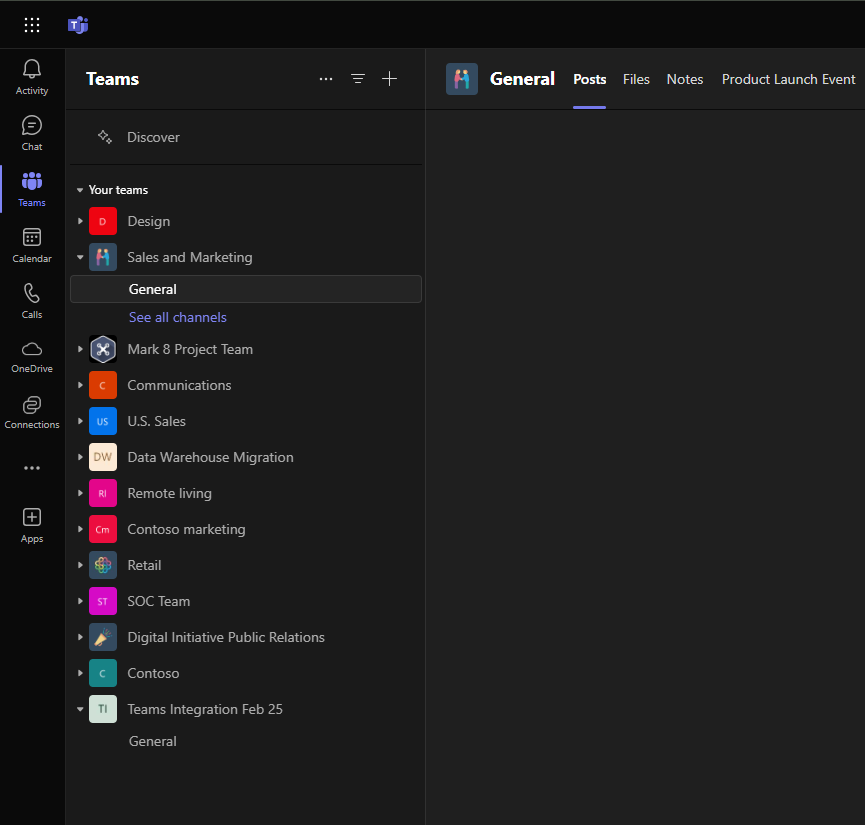 T
Activity
Chat
Teams
Calendar
Calls
OneDrive
Connections
Apps
Teams
Discover
Your teams
D Design
Sales and Marketing
General
See all channels
Mark 8 Project Team
C Communications
US U.S. Sales
DW Data Warehouse Migration
Rl Remote living
Cm Contoso marketing
Retail
ST SOC Team
Digital Initiative Public Relations
C Contoso
TI Teams Integration Feb 25
General
General Posts Files Notes Product Launch Event